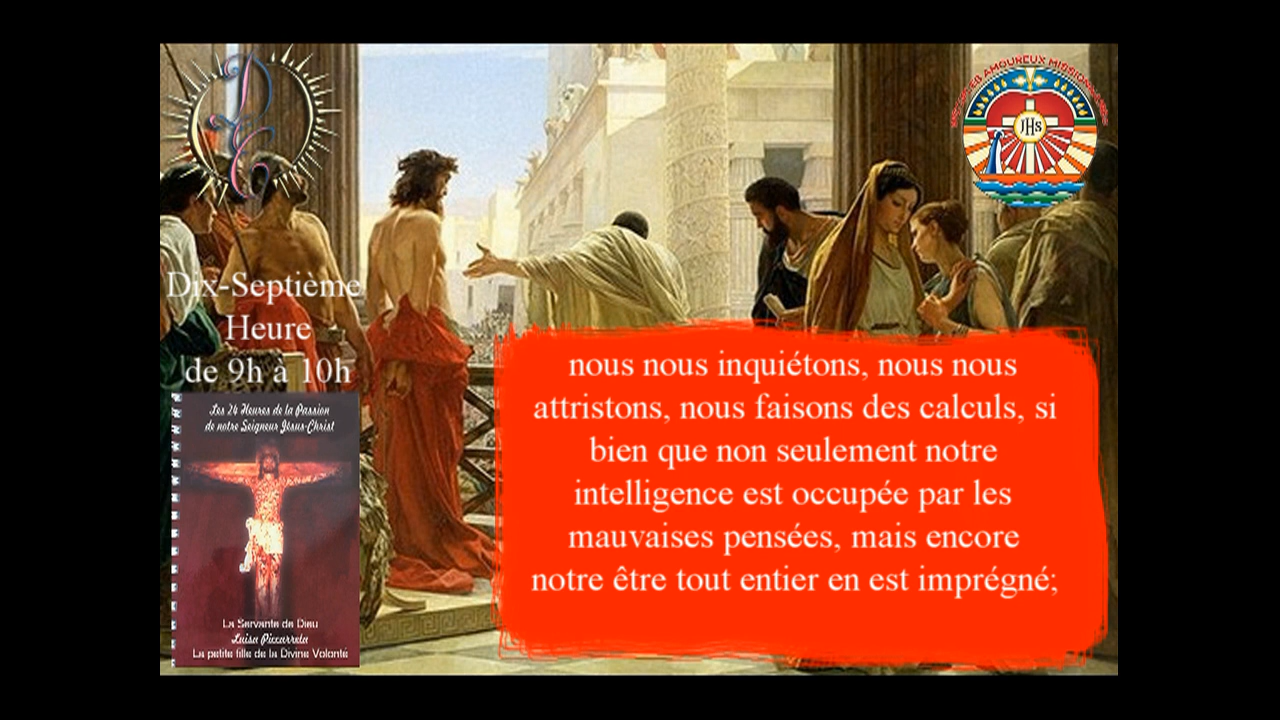 JHS
Dix-Septième
Heure
de 9h à 10h
Les 24 Heures de la Passion
de notre Seigneur Jésus-Christ
La Servante de Dieu
Luisa Piccarreta
La petite fille de la Divine Volonté
nous nous inquiétons, nous nous
attristons, nous faisons des calculs, si
bien que non seulement notre
intelligence est occupée par les
mauvaises pensées, mais encore
notre être tout entier en est imprégné;